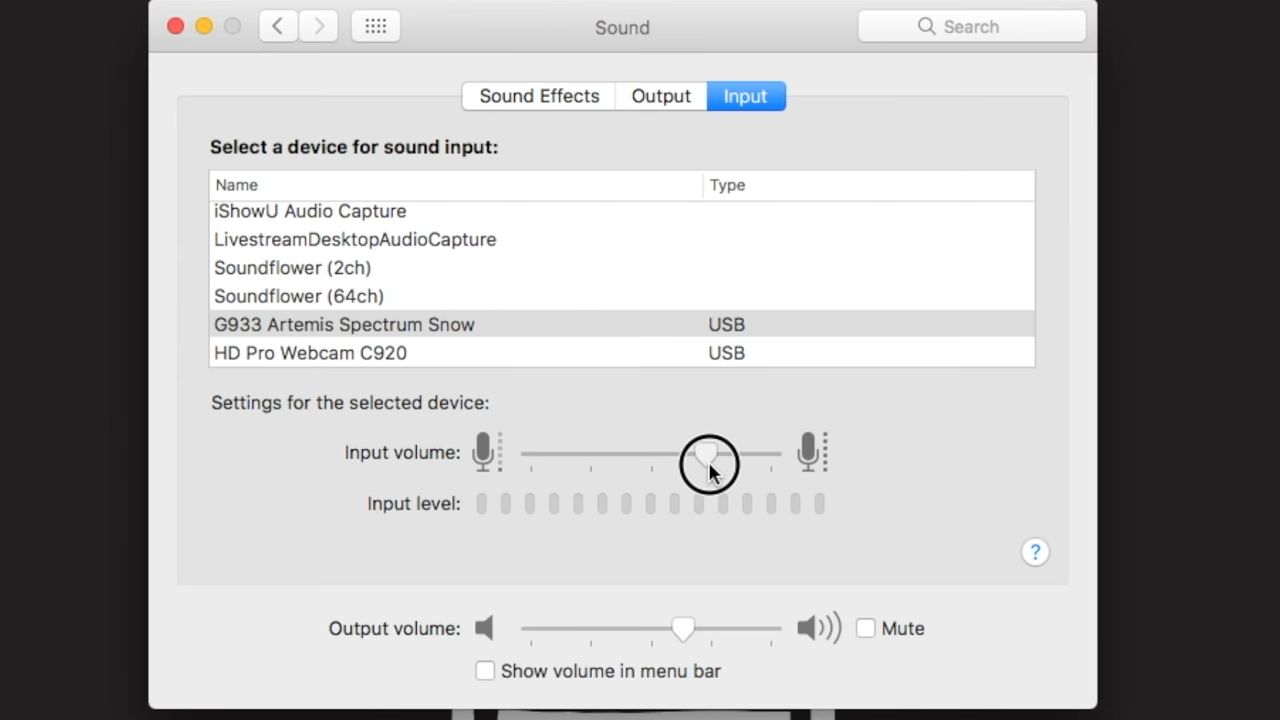 Sound
Search
Sound Effects
Output
Input
Select a device for sound input:
Name
Type
iShowU Audio Capture
LivestreamDesktopAudioCapture
Soundflower (2ch)
Soundflower (64ch)
G933 Artemis Spectrum Snow USB
HD Pro Webcam C920 USB
Settings for the selected device:
Input volume:
Input level:
?
Output volume:
Mute
Show volume in menu bar